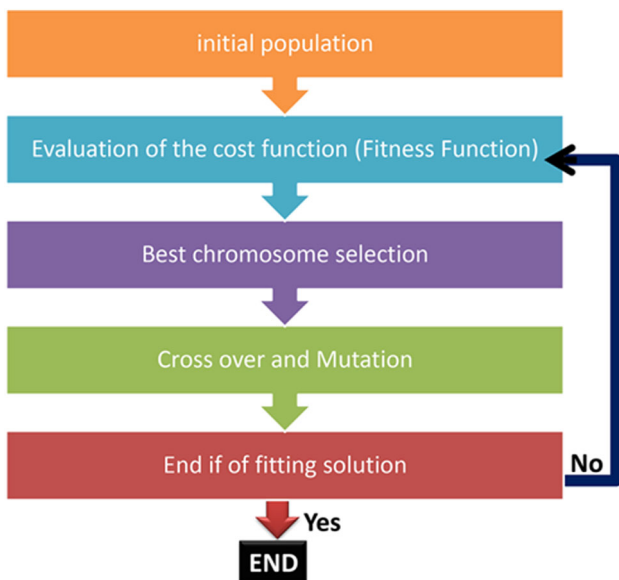 initial population
Evaluation of the cost function (Fitness Function)
Best chromosome selection
Cross over and Mutation
End if of fitting solution
No
Yes
END